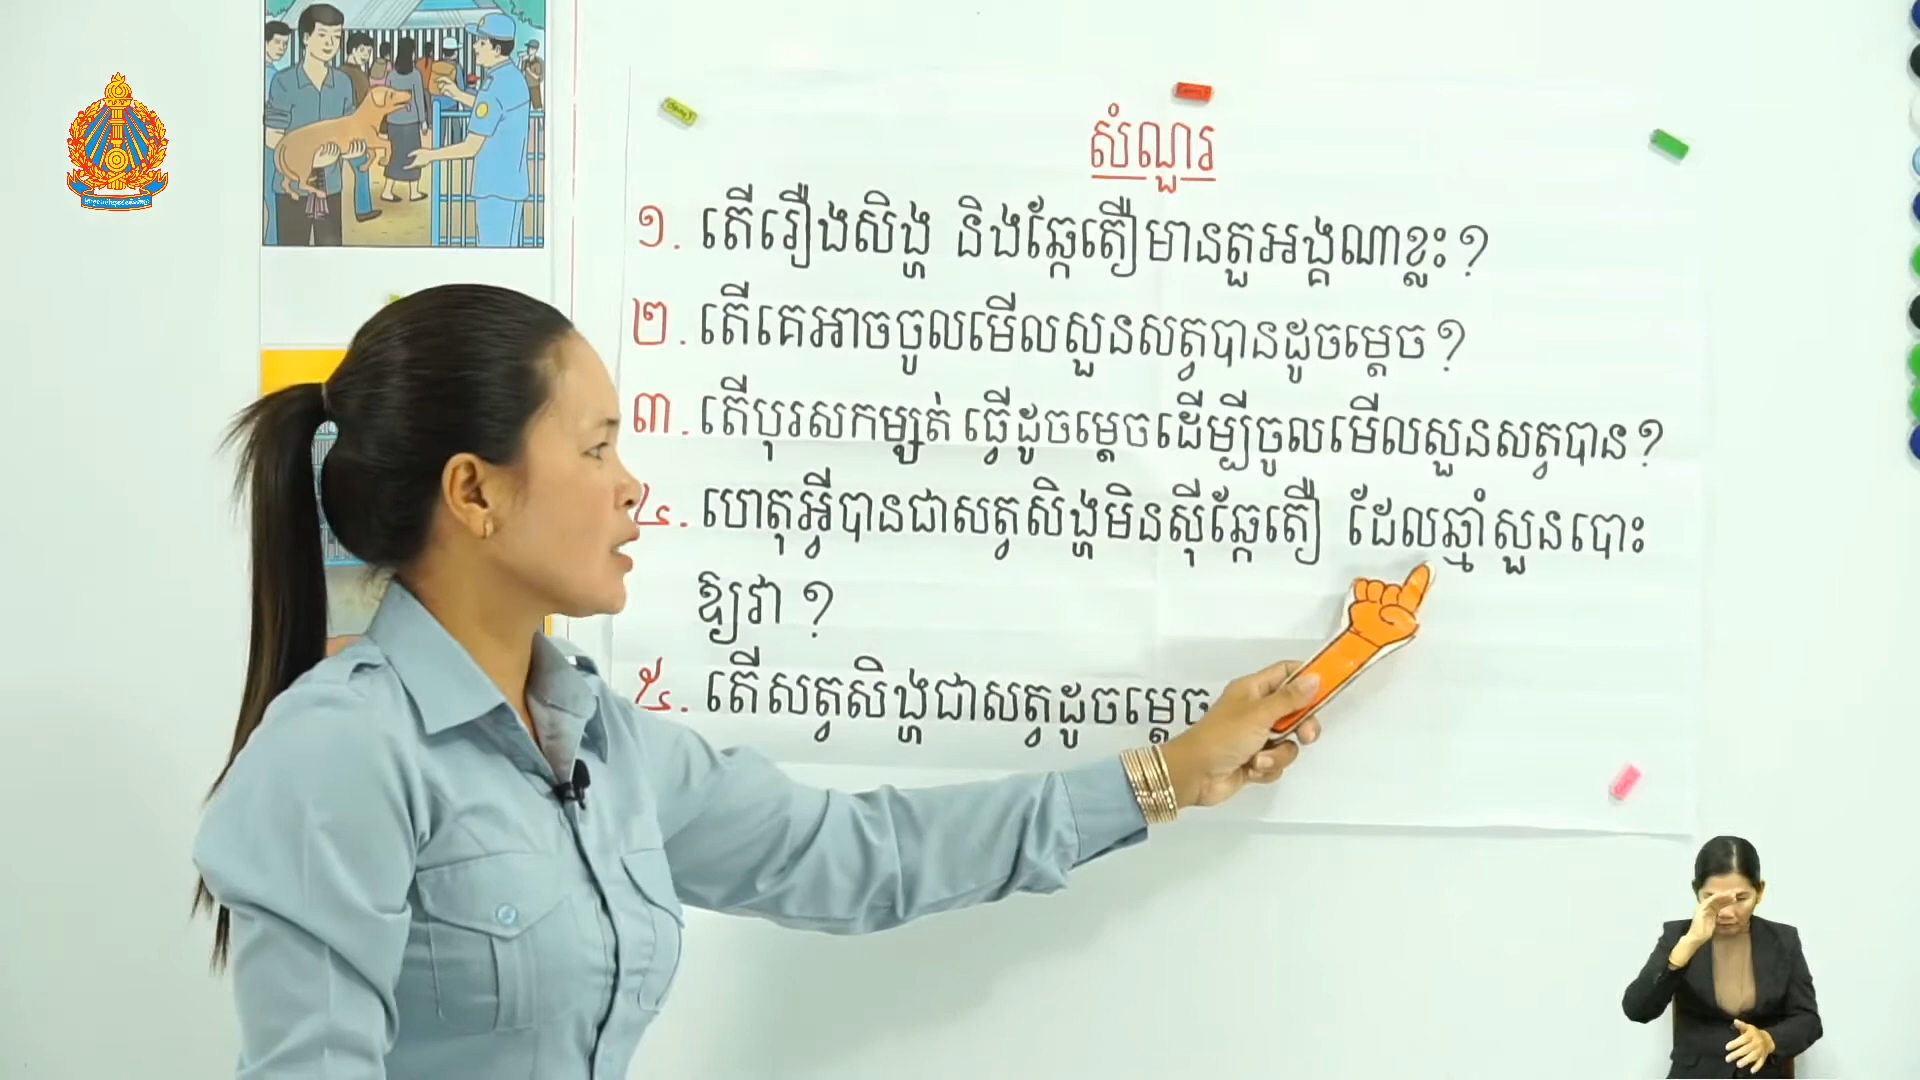 សំណួរ
១. តើរឿងសិង្ហ និងឆ្កែតឿមានតួអង្គណាខ្លះ?
២. តើគេអាចចូលមើលសួនសត្វបានដូចម្ដេច?
៣. តើបុរសកម្សត់ ធ្វើដូចម្ដេចដើម្បីចូលមើលសួនសត្វបាន?
៤. ហេតុអ្វីបានជាសត្វសិង្ហមិនស៊ីឆ្កែតឿ ដែលឆ្មាំសួនបោះ
ឱ្យវា ?
៥. តើសត្វសិង្ហជាសត្វដូចម្ដេច